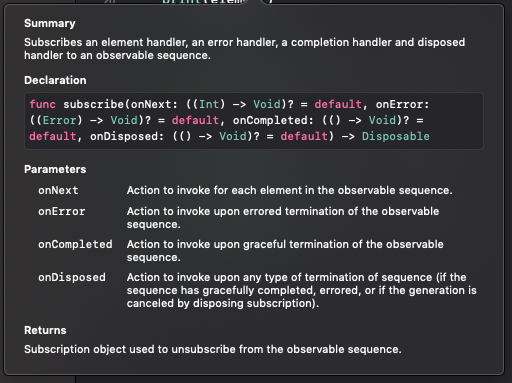 Summary
Subscribes an element handler, an error handler, a completion handler and disposed
handler to an observable sequence.
Declaration
func subscribe(onNext: ((Int) -> Void)? = default, onError:
((Error) -> Void)? = default, onCompleted: (() -> Void)? =
default, onDisposed: (() -> Void)? = default) -> Disposable
Parameters
onNext Action to invoke for each element in the observable sequence.
onError Action to invoke upon errored termination of the observable
sequence.
onCompleted Action to invoke upon graceful termination of the observable
sequence.
onDisposed Action to invoke upon any type of termination of sequence (if the
sequence has gracefully completed, errored, or if the generation is
canceled by disposing subscription).
Returns
Subscription object used to unsubscribe from the observable sequence.